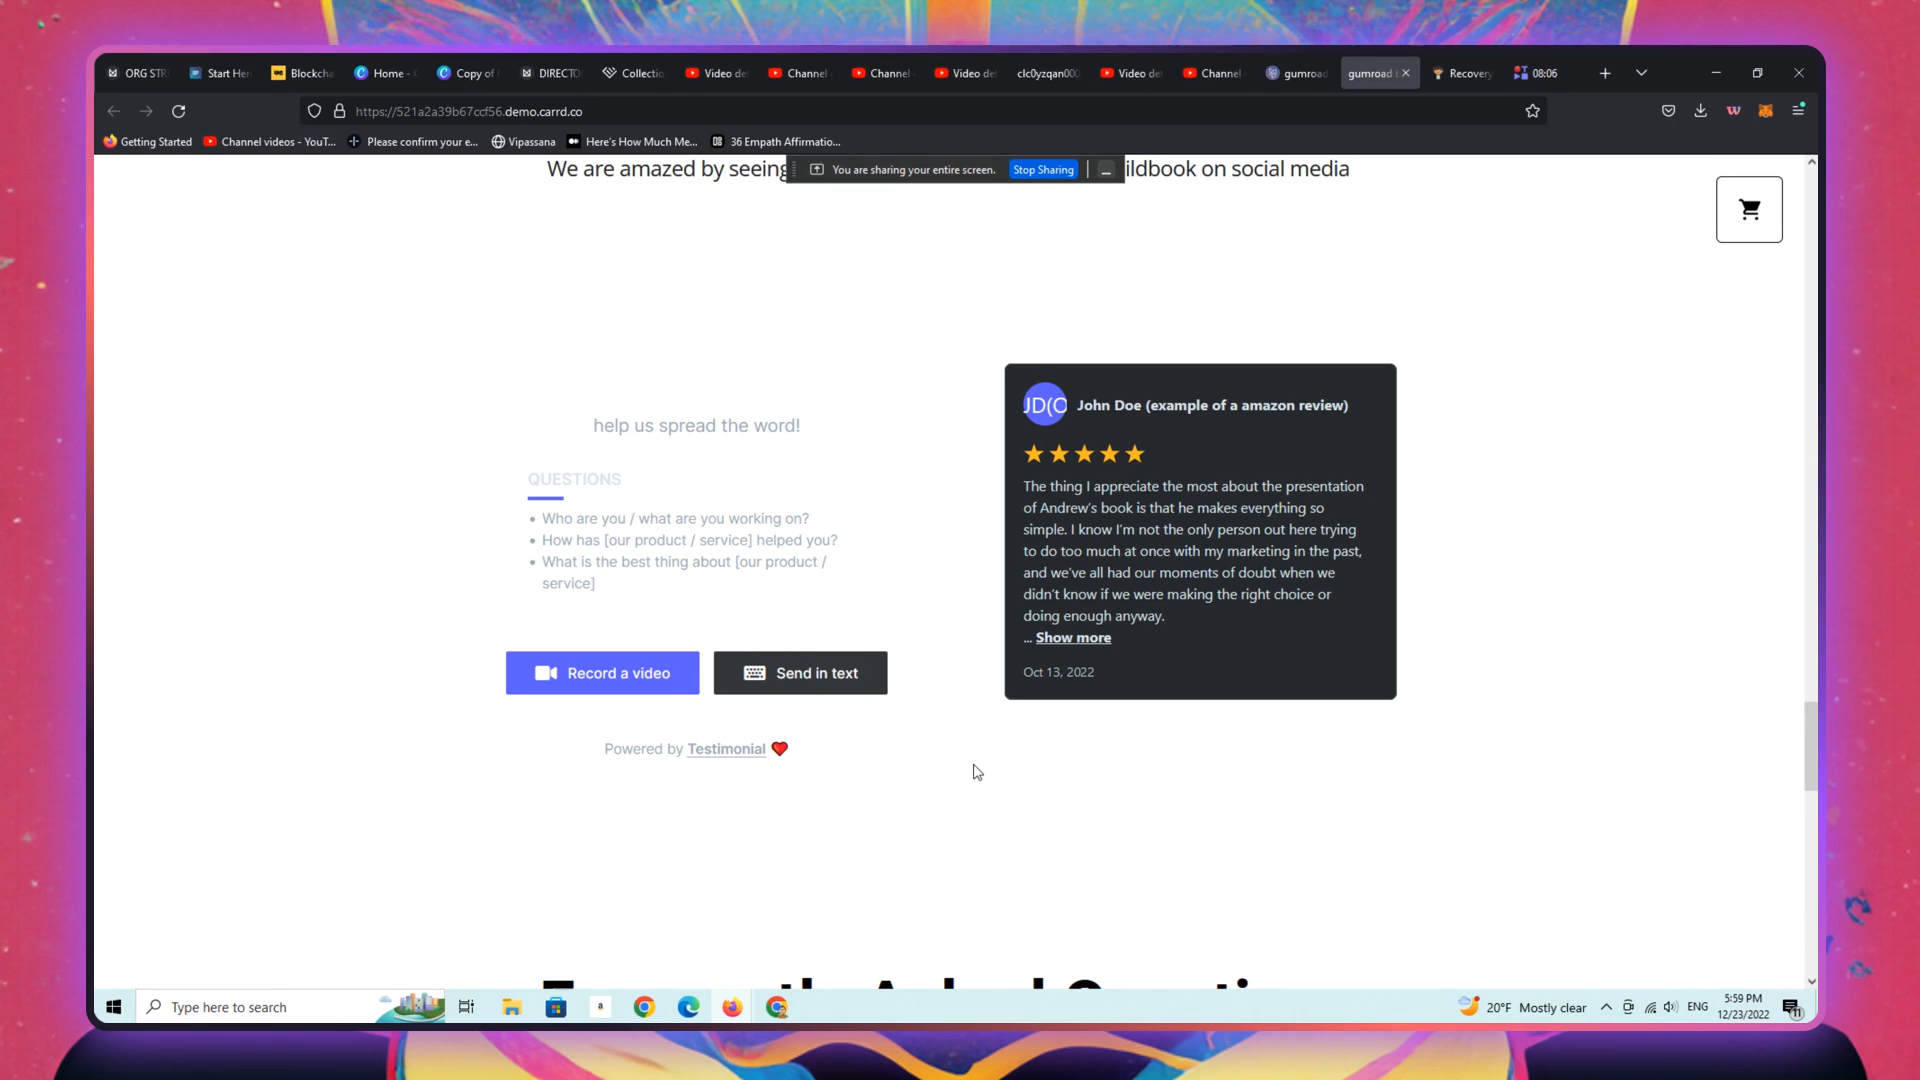 ORG STR
Start Her
Blockcha
Home -
Copy of
DIRECTO
Collectio
Video de
Channel
Channel
Video de
clc0yzqan000
Video de
Channel
gumroad
gumroad
Recovery
08:06
https://521a2a39b67ccf56.demo.carrd.co
Getting Started
Channel videos - YouT...
Please confirm your e...
Vipassana
Here's How Much Me...
36 Empath Affirmatio...
We are amazed by seeing
You are sharing your entire screen.
Stop Sharing
ildbook on social media
help us spread the word!
QUESTIONS
• Who are you / what are you working on?
• How has [our product / service] helped you?
• What is the best thing about [our product /
service]
Record a video
Send in text
Powered by Testimonial
JD(O
John Doe (example of a amazon review)
The thing I appreciate the most about the presentation
of Andrew's book is that he makes everything so
simple. I know I'm not the only person out here trying
to do too much at once with my marketing in the past,
and we've all had our moments of doubt when we
didn't know if we were making the right choice or
doing enough anyway.
... Show more
Oct 13, 2022
Type here to search
a
20°F Mostly clear
ENG
5:59 PM
12/23/2022
11